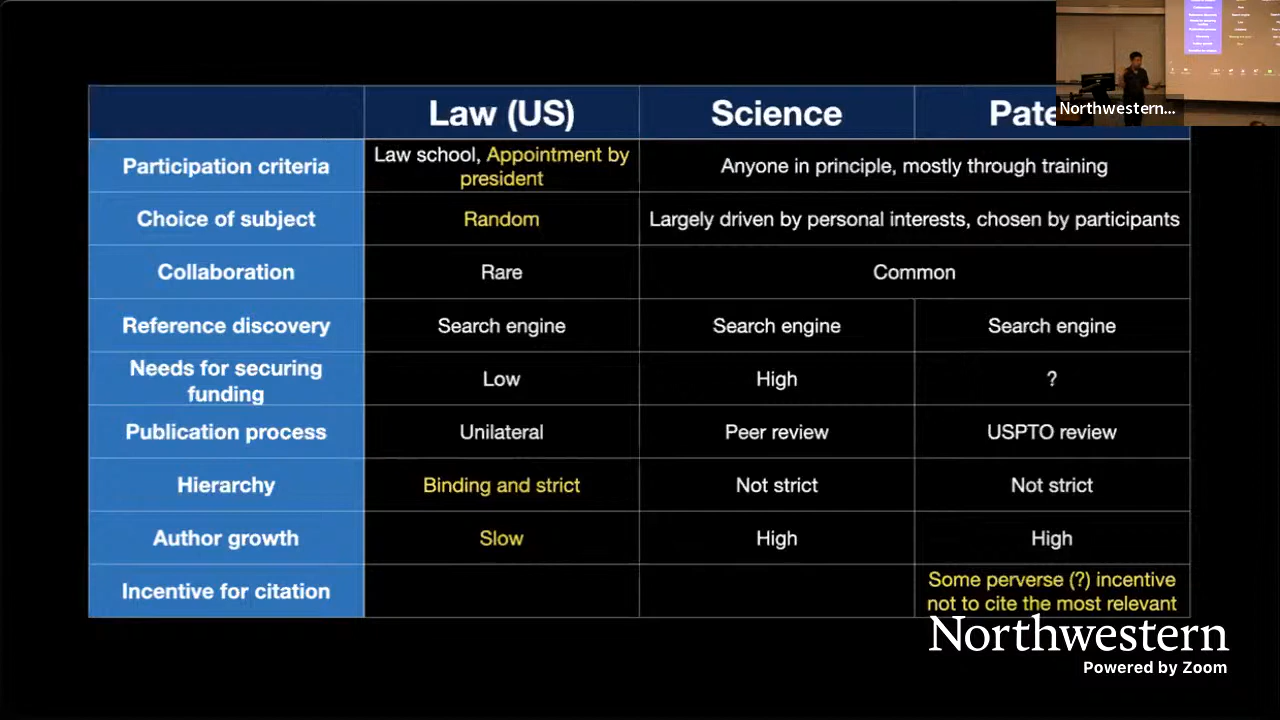 Law (US)
Science
Pate
Northwestern...
Participation criteria
Law school, Appointment by
president
Anyone in principle, mostly through training
Choice of subject
Random
Largely driven by personal interests, chosen by participants
Collaboration
Rare
Common
Reference discovery
Search engine
Search engine
Search engine
Needs for securing
funding
Low
High
?
Publication process
Unilateral
Peer review
USPTO review
Hierarchy
Binding and strict
Not strict
Not strict
Author growth
Slow
High
High
Incentive for citation
Some perverse (?) incentive
not to cite the most relevant
Northwestern
Powered by Zoom